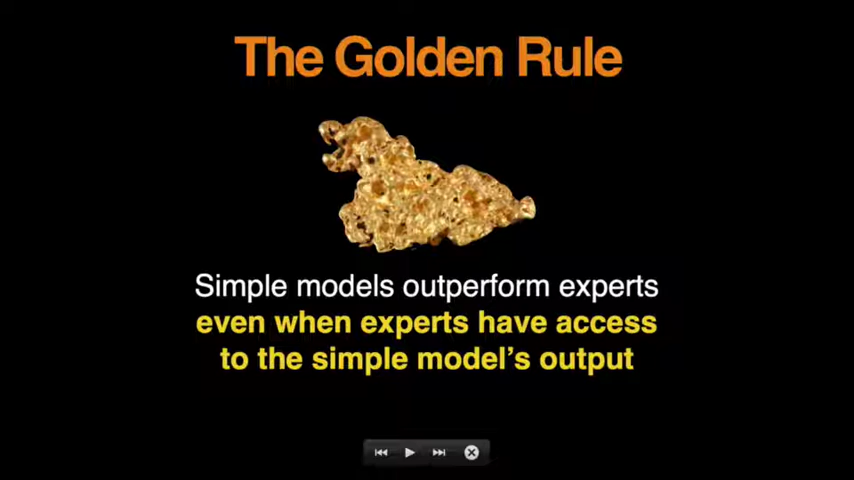 The Golden Rule
Simple models outperform experts
even when experts have access
to the simple model’s output